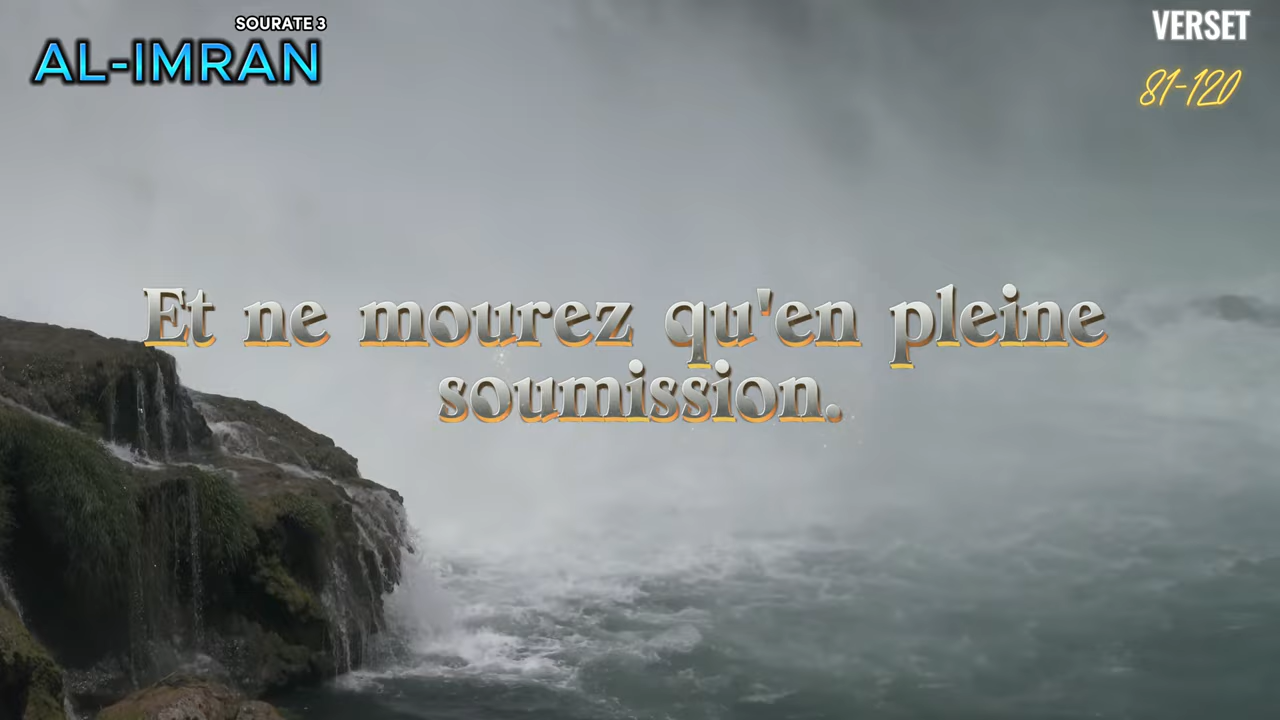 SOURATE 3
AL-IMRAN
VERSET
81-120
Et ne mourez qu'en pleine
soumission.